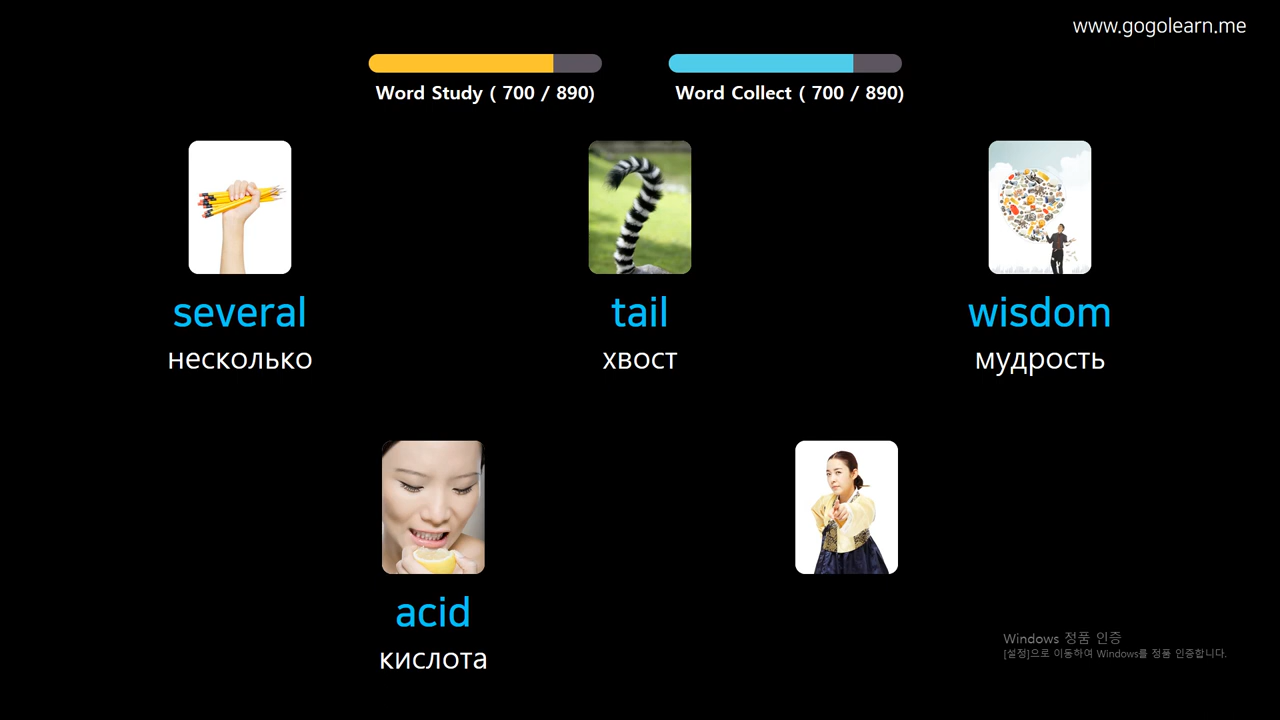 www.gogolearn.me
Word Study ( 700 / 890)
Word Collect ( 700 / 890)
several
несколько
tail
хвост
wisdom
мудрость
acid
кислота
Windows 정품 인증
[설정]으로 이동하여 Windows를 정품 인증합니다.